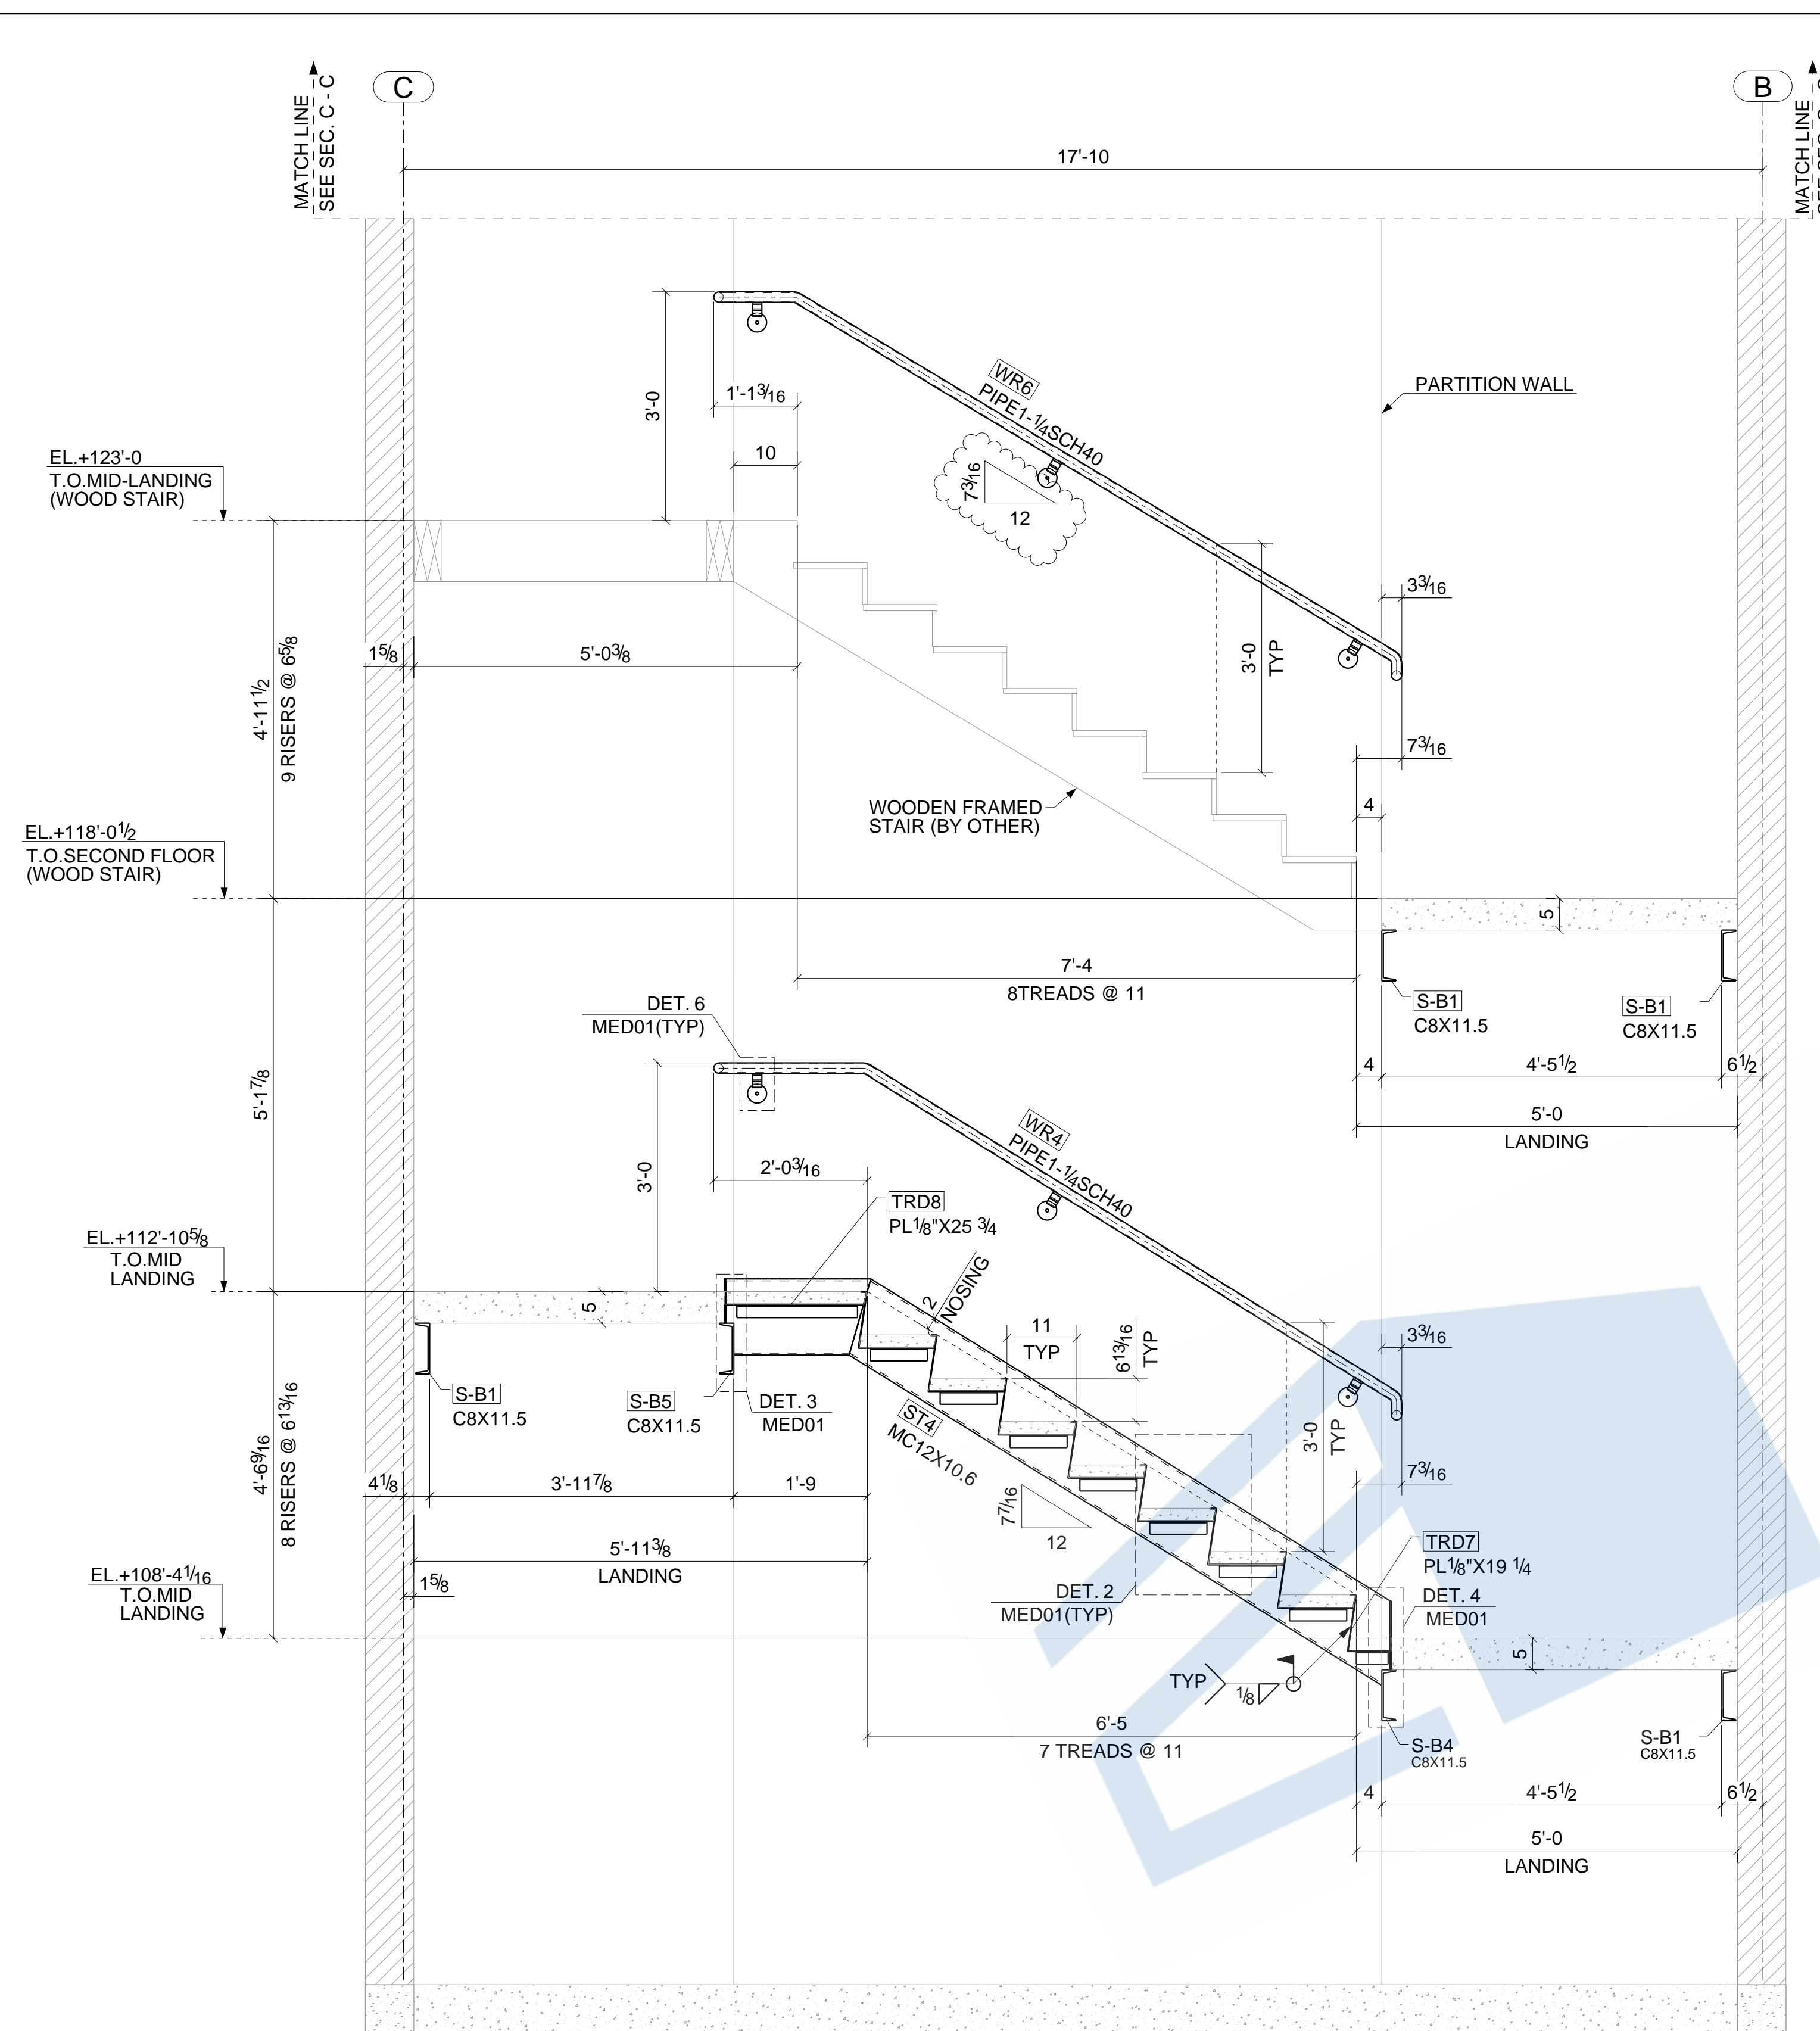 MATCH LINE
SEE SEC. C - C
C
B
MATCH LINE
17'-10
WR6
PIPE1-1/4SCH40
PARTITION WALL
3'-0
1'-1 3/16
10
7 3/16
12
EL.+123'-0
T.O.MID-LANDING
(WOOD STAIR)
3 3/16
1 5/8
5'-0 3/8
3'-0
TYP
4'-11 1/2
9 RISERS @ 6 5/8
7 3/16
4
WOODEN FRAMED
STAIR (BY OTHER)
EL.+118'-0 1/2
T.O.SECOND FLOOR
(WOOD STAIR)
5
7'-4
8TREADS @ 11
S-B1
C8X11.5
S-B1
C8X11.5
DET. 6
MED01(TYP)
4
4'-5 1/2
6 1/2
5'-0
LANDING
5'-1 7/8
WR4
PIPE1-1/4SCH40
3'-0
2'-0 3/16
TRD8
PL1/8"X25 3/4
EL.+112'-10 5/8
T.O.MID
LANDING
5
2
NOSING
11
TYP
6 13/16
TYP
3 3/16
S-B1
C8X11.5
S-B5
C8X11.5
DET. 3
MED01
ST4
MC12X10.6
3'-0
TYP
4'-6 9/16
8 RISERS @ 6 13/16
4 1/8
3'-11 7/8
1'-9
7 7/16
12
7 3/16
5'-11 3/8
LANDING
TRD7
PL1/8"X19 1/4
EL.+108'-4 1/16
T.O.MID
LANDING
1 5/8
DET. 2
MED01(TYP)
DET. 4
MED01
5
TYP
1/8
6'-5
7 TREADS @ 11
S-B4
C8X11.5
S-B1
C8X11.5
4
4'-5 1/2
6 1/2
5'-0
LANDING